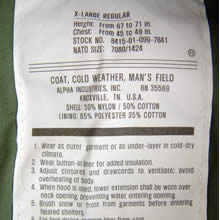 X-LARGE REGULAR
Height: From 67 to 71 in.
Chest: From 45 to 49 in.
STOCK NO. 8415-01-099-7841
NATO SIZE: 7080/1424
COAT, COLD WEATHER, MAN'S FIELD
ALPHA INDUSTRIES, INC. RN 35569
KNOXVILLE, TN. U.S.A.
SHELL: 50% NYLON / 50% COTTON
LINING: 65% POLYESTER 35% COTTON
1. Wear as outer garment or as under-layer in cold-dry
climate.
2. Wear button-in liner for added insulation.
3. Adjust closures and drawcords to ventilate: avoid
overheating of body.
4. When hood is used, lower extension shall be worn over
neck opening, preventing water entering opening
5. Brush snow or frost from garments before entering
heated shelters.